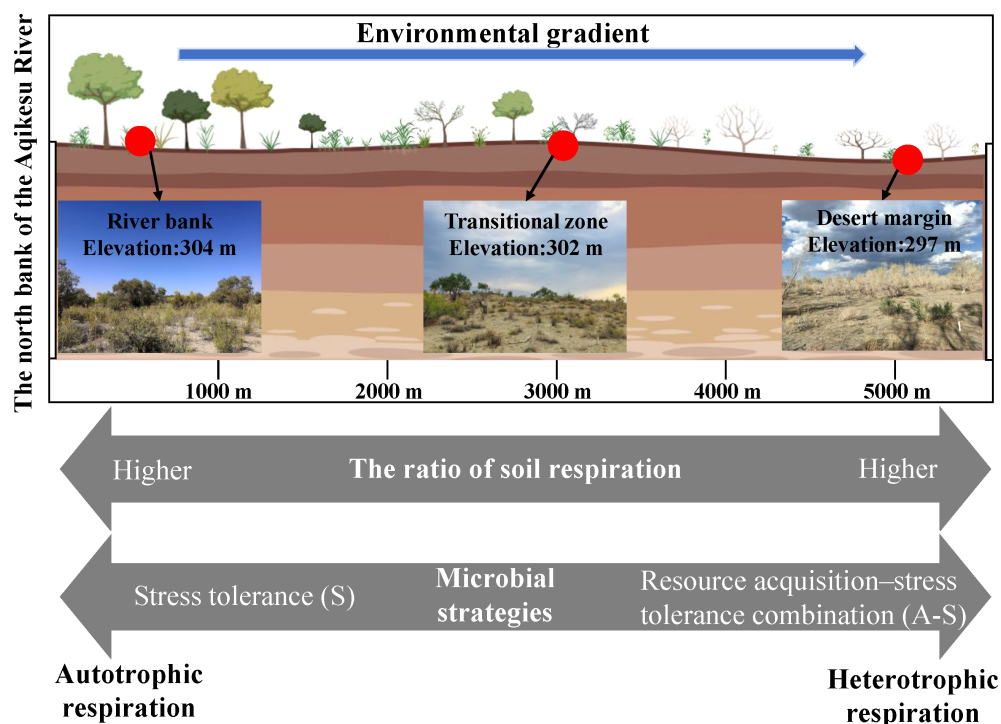 The north bank of the Aqikesu River
Environmental gradient
River bank
Elevation:304 m
Transitional zone
Elevation:302 m
Desert margin
Elevation:297 m
1000 m
2000 m
3000 m
4000 m
5000 m
Higher
The ratio of soil respiration
Higher
Stress tolerance (S)
Microbial
strategies
Resource acquisition–stress
tolerance combination (A-S)
Autotrophic
respiration
Heterotrophic
respiration